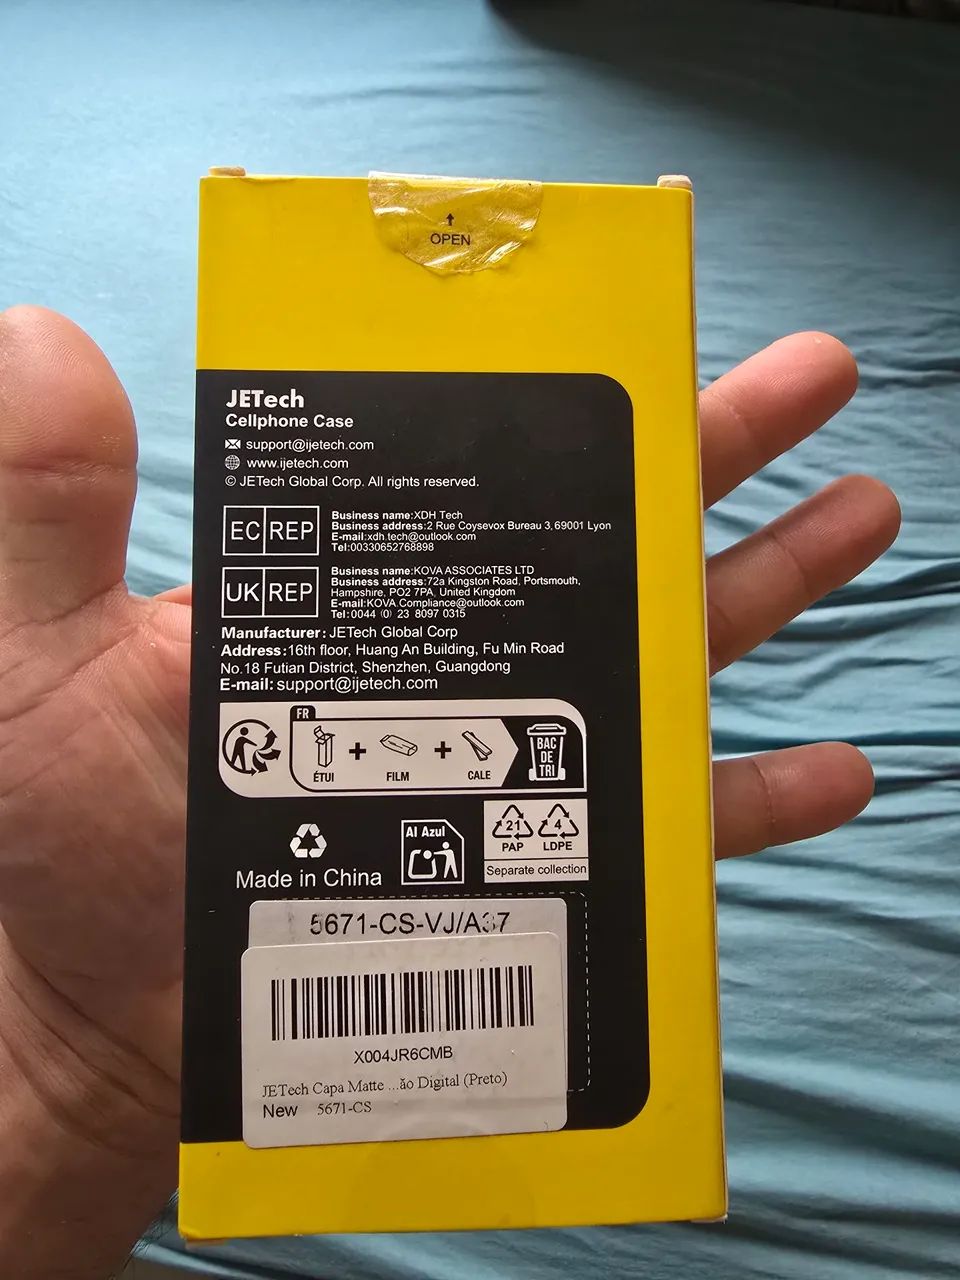 OPEN
JETech
Cellphone Case
support@ijetech.com
www.ijetech.com
© JETech Global Corp. All rights reserved.
EC REP
Business name:XDH Tech
Business address:2 Rue Coysevox Bureau 3,69001 Lyon
E-mail:xdh.tech@outlook.com
Tel:00330652768898
UK REP
Business name:KOVA ASSOCIATES LTD
Business address:72a Kingston Road, Portsmouth,
Hampshire, PO2 7PA, United Kingdom
E-mail:KOVA.Compliance@outlook.com
Tel:0044 (0) 23 8097 0315
Manufacturer: JETech Global Corp
Address:16th floor, Huang An Building, Fu Min Road
No.18 Futian District, Shenzhen, Guangdong
E-mail: support@ijetech.com
FR
ÉTUI + FILM + CALE
BAC
DE
TRI
Made in China
Al Azul
21
PAP
4
LDPE
Separate collection
5671-CS-VJ/A37
X004JR6CMB
JETech Capa Matte ...ão Digital (Preto)
New 5671-CS